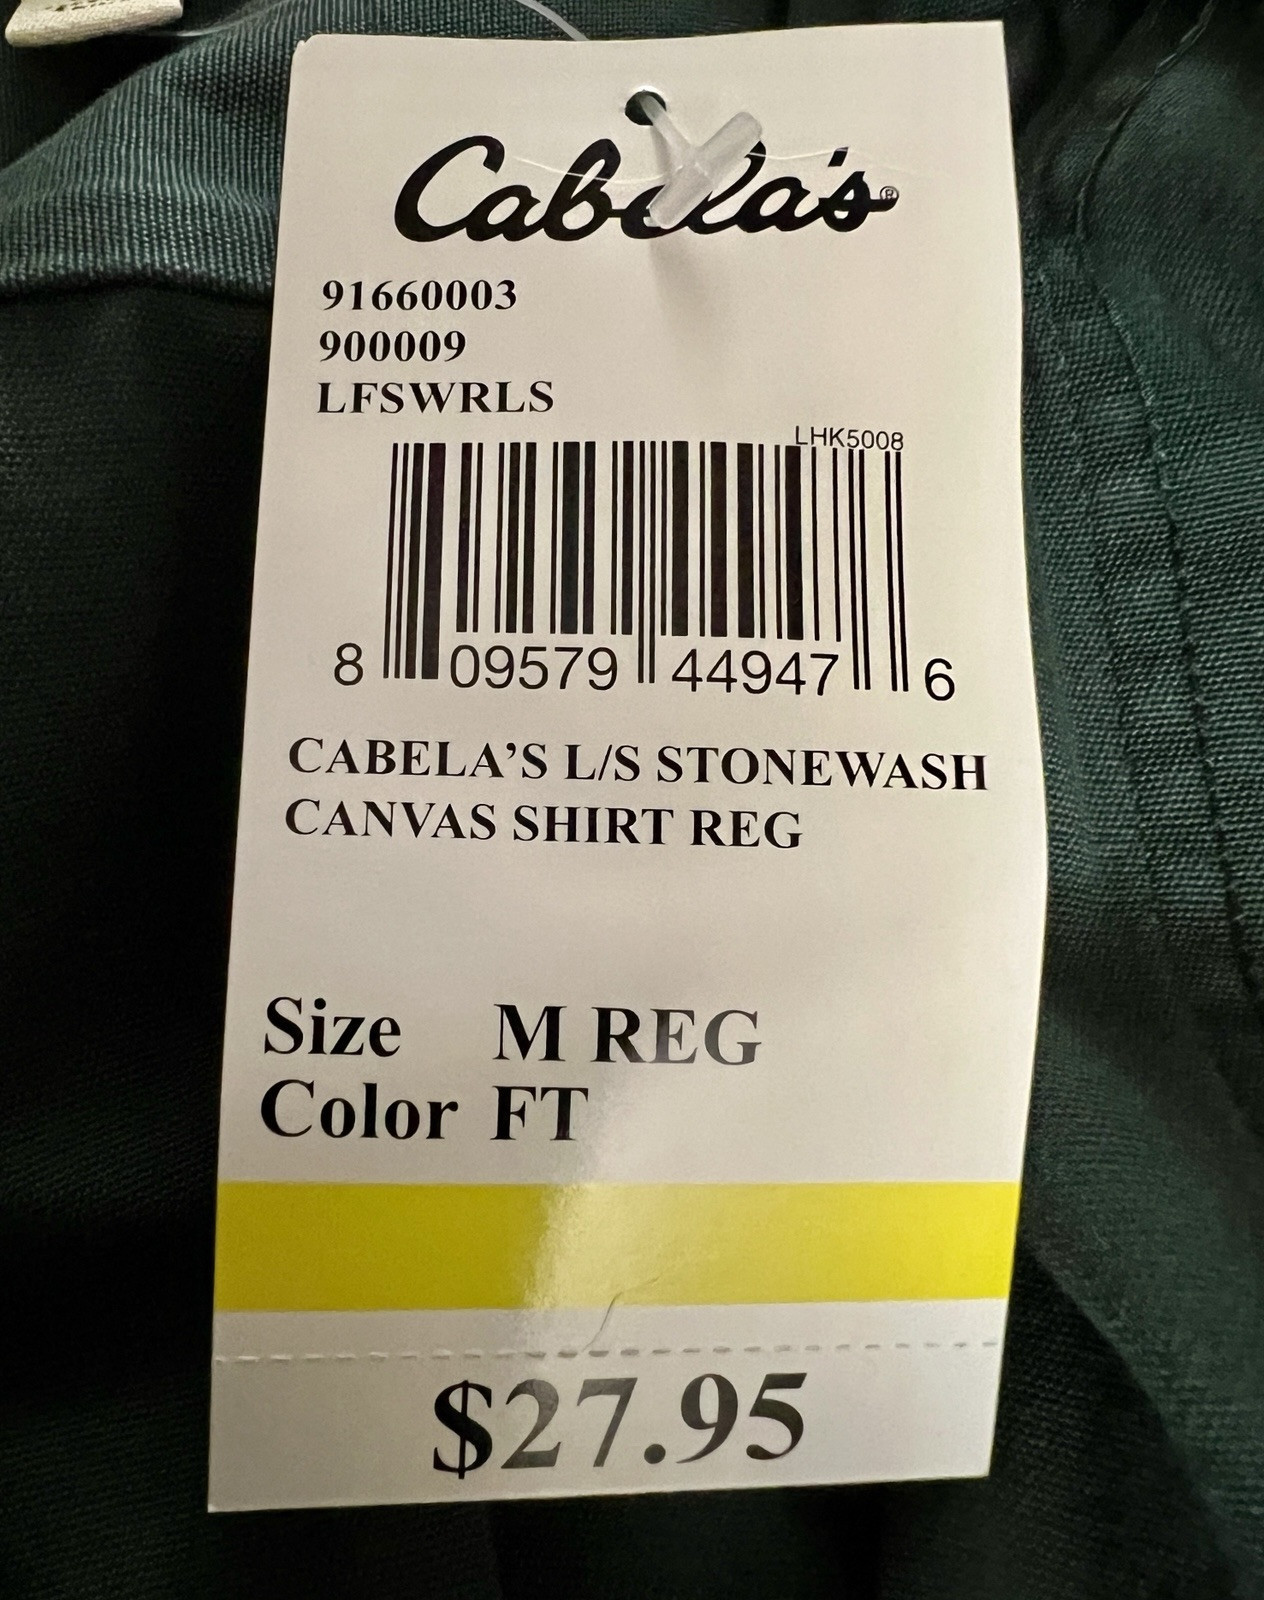 Cabela's®
91660003
900009
LFSWRLS
LHK5008
8 09579 44947 6
CABELA'S L/S STONEWASH
CANVAS SHIRT REG
Size M REG
Color FT
$27.95